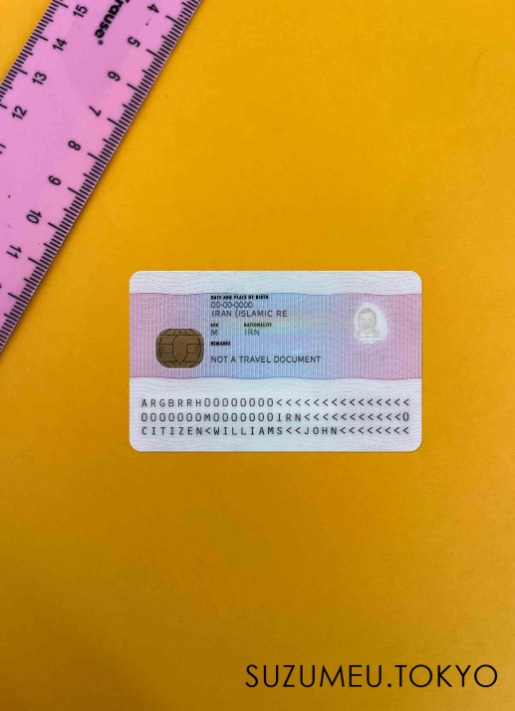 15
14
13
12
11
10
9
8
7
6
5
4
DATE AND PLACE OF BIRTH
00-00-0000
IRAN (ISLAMIC RE
SEX NATIONALITY
M IRN
REMARKS
NOT A TRAVEL DOCUMENT
ARGBRRH00000000<<<<<<<<<<<<<<<
0000000M0000000IRN<<<<<<<<<<<0
CITIZEN<WILLIAMS<<JOHN<<<<<<<<
SUZUMEU.TOKYO